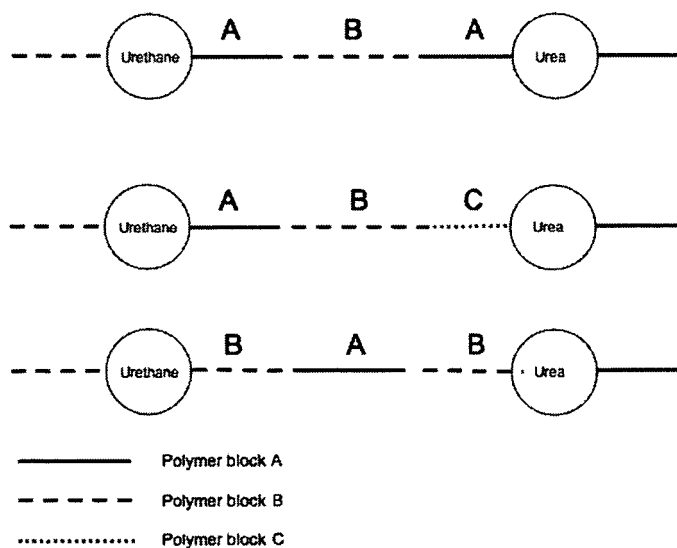 A B A
Urethane Urea
A B C
Urethane Urea
B A B
Urethane Urea
Polymer block A
Polymer block B
Polymer block C